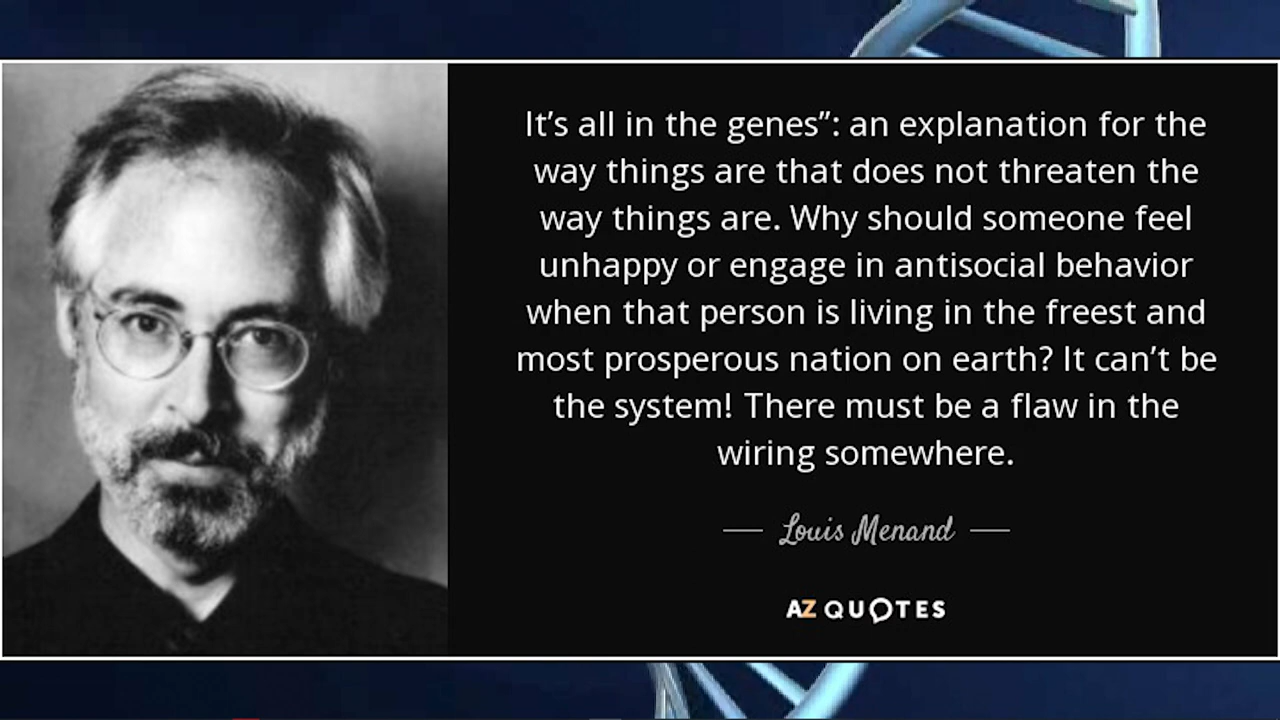 It’s all in the genes”: an explanation for the
way things are that does not threaten the
way things are. Why should someone feel
unhappy or engage in antisocial behavior
when that person is living in the freest and
most prosperous nation on earth? It can’t be
the system! There must be a flaw in the
wiring somewhere.
Louis Menand
AZ QUOTES